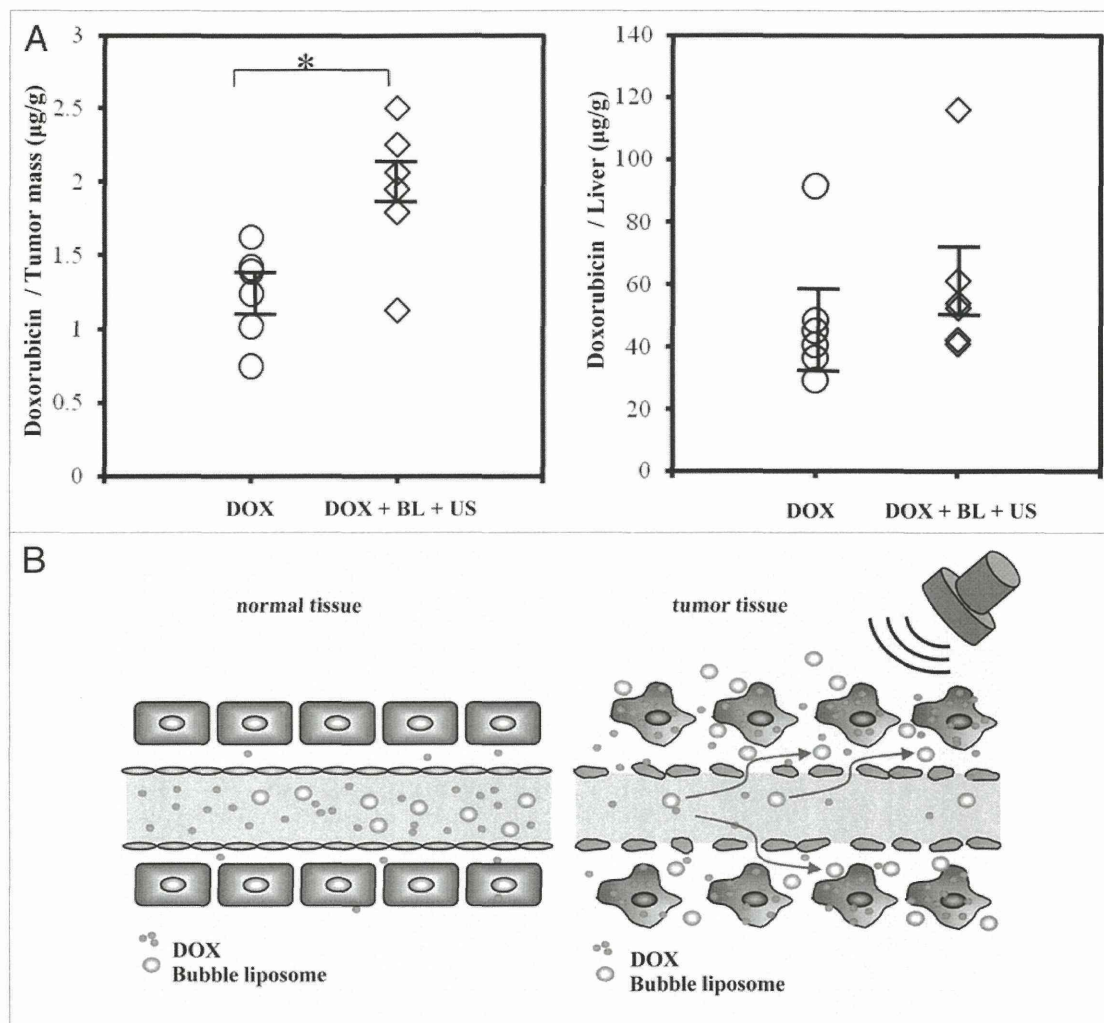 A
3
2.5
2
1.5
1
0.5
0
Doxorubicin / Tumor mass (µg/g)
*
DOX
DOX + BL + US
140
120
100
80
60
40
20
0
Doxorubicin / Liver (µg/g)
DOX
DOX + BL + US
B
normal tissue
tumor tissue
DOX
Bubble liposome
DOX
Bubble liposome